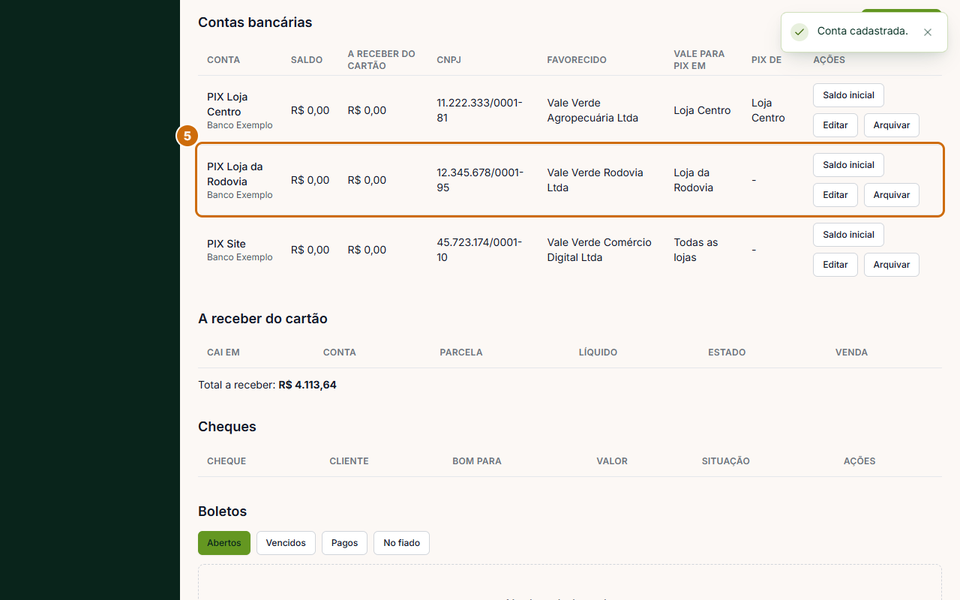 Contas bancárias
Conta cadastrada.
CONTA SALDO A RECEBER DO CARTÃO CNPJ FAVORECIDO VALE PARA PIX EM PIX DE AÇÕES
PIX Loja Centro
Banco Exemplo
R$ 0,00
R$ 0,00
11.222.333/0001-81
Vale Verde Agropecuária Ltda
Loja Centro
Loja Centro
Saldo inicial
Editar
Arquivar
5
PIX Loja da Rodovia
Banco Exemplo
R$ 0,00
R$ 0,00
12.345.678/0001-95
Vale Verde Rodovia Ltda
Loja da Rodovia
-
Saldo inicial
Editar
Arquivar
PIX Site
Banco Exemplo
R$ 0,00
R$ 0,00
45.723.174/0001-10
Vale Verde Comércio Digital Ltda
Todas as lojas
-
Saldo inicial
Editar
Arquivar
A receber do cartão
CAI EM CONTA PARCELA LÍQUIDO ESTADO VENDA
Total a receber: R$ 4.113,64
Cheques
CHEQUE CLIENTE BOM PARA VALOR SITUAÇÃO AÇÕES
Boletos
Abertos Vencidos Pagos No fiado